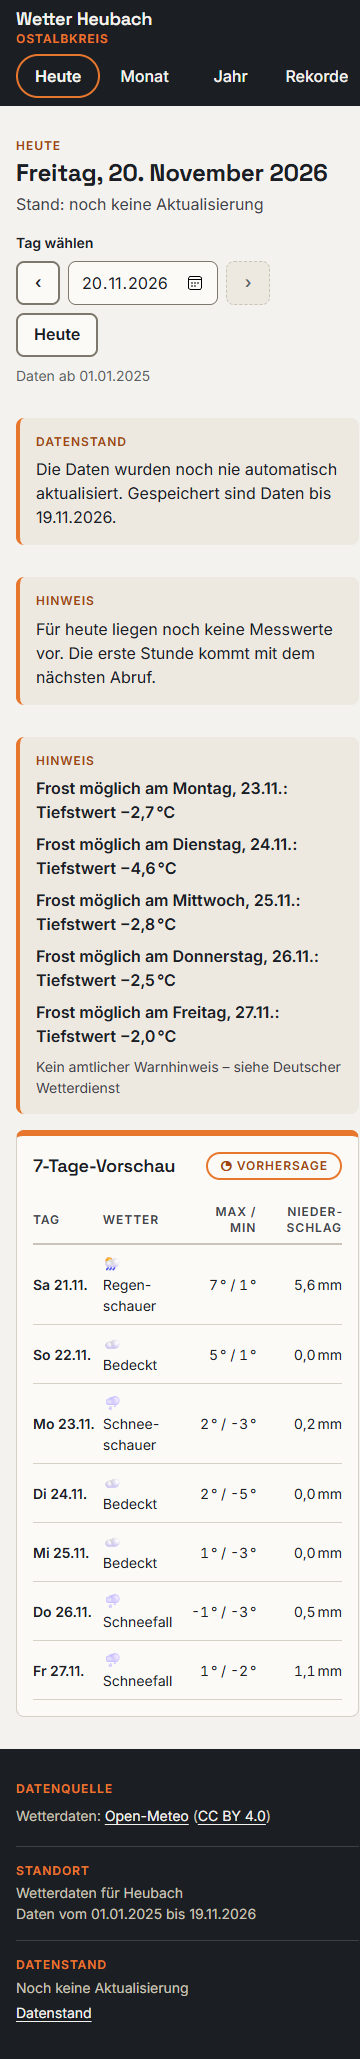 Wetter Heubach
OSTALBKREIS
Heute Monat Jahr Rekorde
HEUTE
Freitag, 20. November 2026
Stand: noch keine Aktualisierung
Tag wählen
‹ 20.11.2026 ›
Heute
Daten ab 01.01.2025
DATENSTAND
Die Daten wurden noch nie automatisch
aktualisiert. Gespeichert sind Daten bis
19.11.2026.
HINWEIS
Für heute liegen noch keine Messwerte
vor. Die erste Stunde kommt mit dem
nächsten Abruf.
HINWEIS
Frost möglich am Montag, 23.11.:
Tiefstwert −2,7 °C
Frost möglich am Dienstag, 24.11.:
Tiefstwert −4,6 °C
Frost möglich am Mittwoch, 25.11.:
Tiefstwert −2,8 °C
Frost möglich am Donnerstag, 26.11.:
Tiefstwert −2,5 °C
Frost möglich am Freitag, 27.11.:
Tiefstwert −2,0 °C
Kein amtlicher Warnhinweis – siehe Deutscher
Wetterdienst
7-Tage-Vorschau VORHERSAGE
TAG WETTER MAX / MIN NIEDER-SCHLAG
Sa 21.11. Regen-schauer 7 ° / 1 ° 5,6 mm
So 22.11. Bedeckt 5 ° / 1 ° 0,0 mm
Mo 23.11. Schnee-schauer 2 ° / -3 ° 0,2 mm
Di 24.11. Bedeckt 2 ° / -5 ° 0,0 mm
Mi 25.11. Bedeckt 1 ° / -3 ° 0,0 mm
Do 26.11. Schneefall -1 ° / -3 ° 0,5 mm
Fr 27.11. Schneefall 1 ° / -2 ° 1,1 mm
DATENQUELLE
Wetterdaten: Open-Meteo (CC BY 4.0)
STANDORT
Wetterdaten für Heubach
Daten vom 01.01.2025 bis 19.11.2026
DATENSTAND
Noch keine Aktualisierung
Datenstand